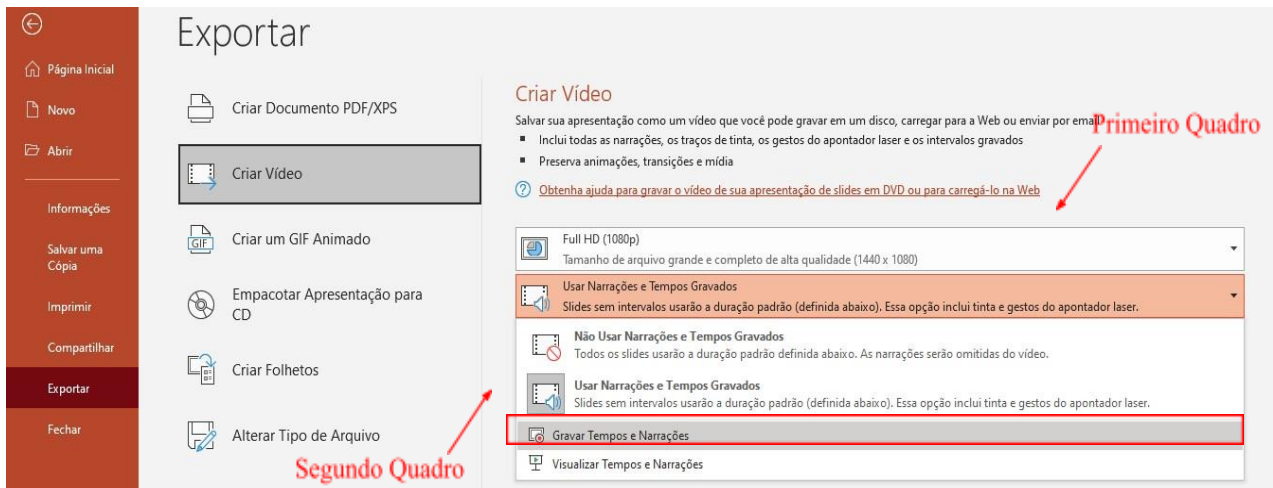 Exportar
Página Inicial
Novo
Abrir
Informações
Salvar uma
Cópia
Imprimir
Compartilhar
Exportar
Fechar
Criar Documento PDF/XPS
Criar Vídeo
GIF
Criar um GIF Animado
Empacotar Apresentação para
CD
Criar Folhetos
Alterar Tipo de Arquivo
Segundo Quadro
Criar Vídeo
Salvar sua apresentação como um vídeo que você pode gravar em um disco, carregar para a Web ou enviar por email
Primeiro Quadro
Inclui todas as narrações, os traços de tinta, os gestos do apontador laser e os intervalos gravados
Preserva animações, transições e mídia
Obtenha ajuda para gravar o vídeo de sua apresentação de slides em DVD ou para carregá-lo na Web
Full HD (1080p)
Tamanho de arquivo grande e completo de alta qualidade (1440 x 1080)
Usar Narrações e Tempos Gravados
Slides sem intervalos usarão a duração padrão (definida abaixo). Essa opção inclui tinta e gestos do apontador laser.
Não Usar Narrações e Tempos Gravados
Todos os slides usarão a duração padrão definida abaixo. As narrações serão omitidas do vídeo.
Usar Narrações e Tempos Gravados
Slides sem intervalos usarão a duração padrão (definida abaixo). Essa opção inclui tinta e gestos do apontador laser.
Gravar Tempos e Narrações
Visualizar Tempos e Narrações